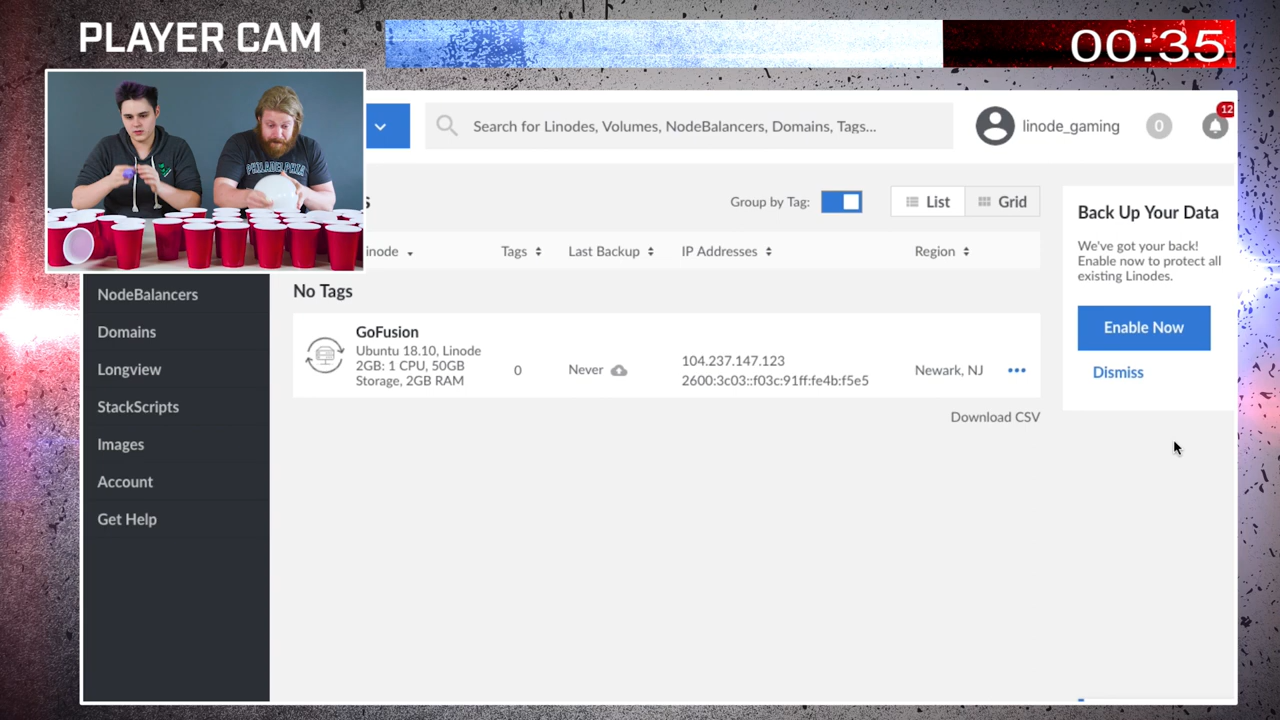 PLAYER CAM
00:35
PHILADELPHIA
Search for Linodes, Volumes, NodeBalancers, Domains, Tags...
linode_gaming
0
12
s
Group by Tag:
List
Grid
inode
Tags
Last Backup
IP Addresses
Region
No Tags
GoFusion
Ubuntu 18.10, Linode
2GB: 1 CPU, 50GB
Storage, 2GB RAM
0
Never
104.237.147.123
2600:3c03::f03c:91ff:fe4b:f5e5
Newark, NJ
Download CSV
Back Up Your Data
We've got your back!
Enable now to protect all
existing Linodes.
Enable Now
Dismiss
NodeBalancers
Domains
Longview
StackScripts
Images
Account
Get Help